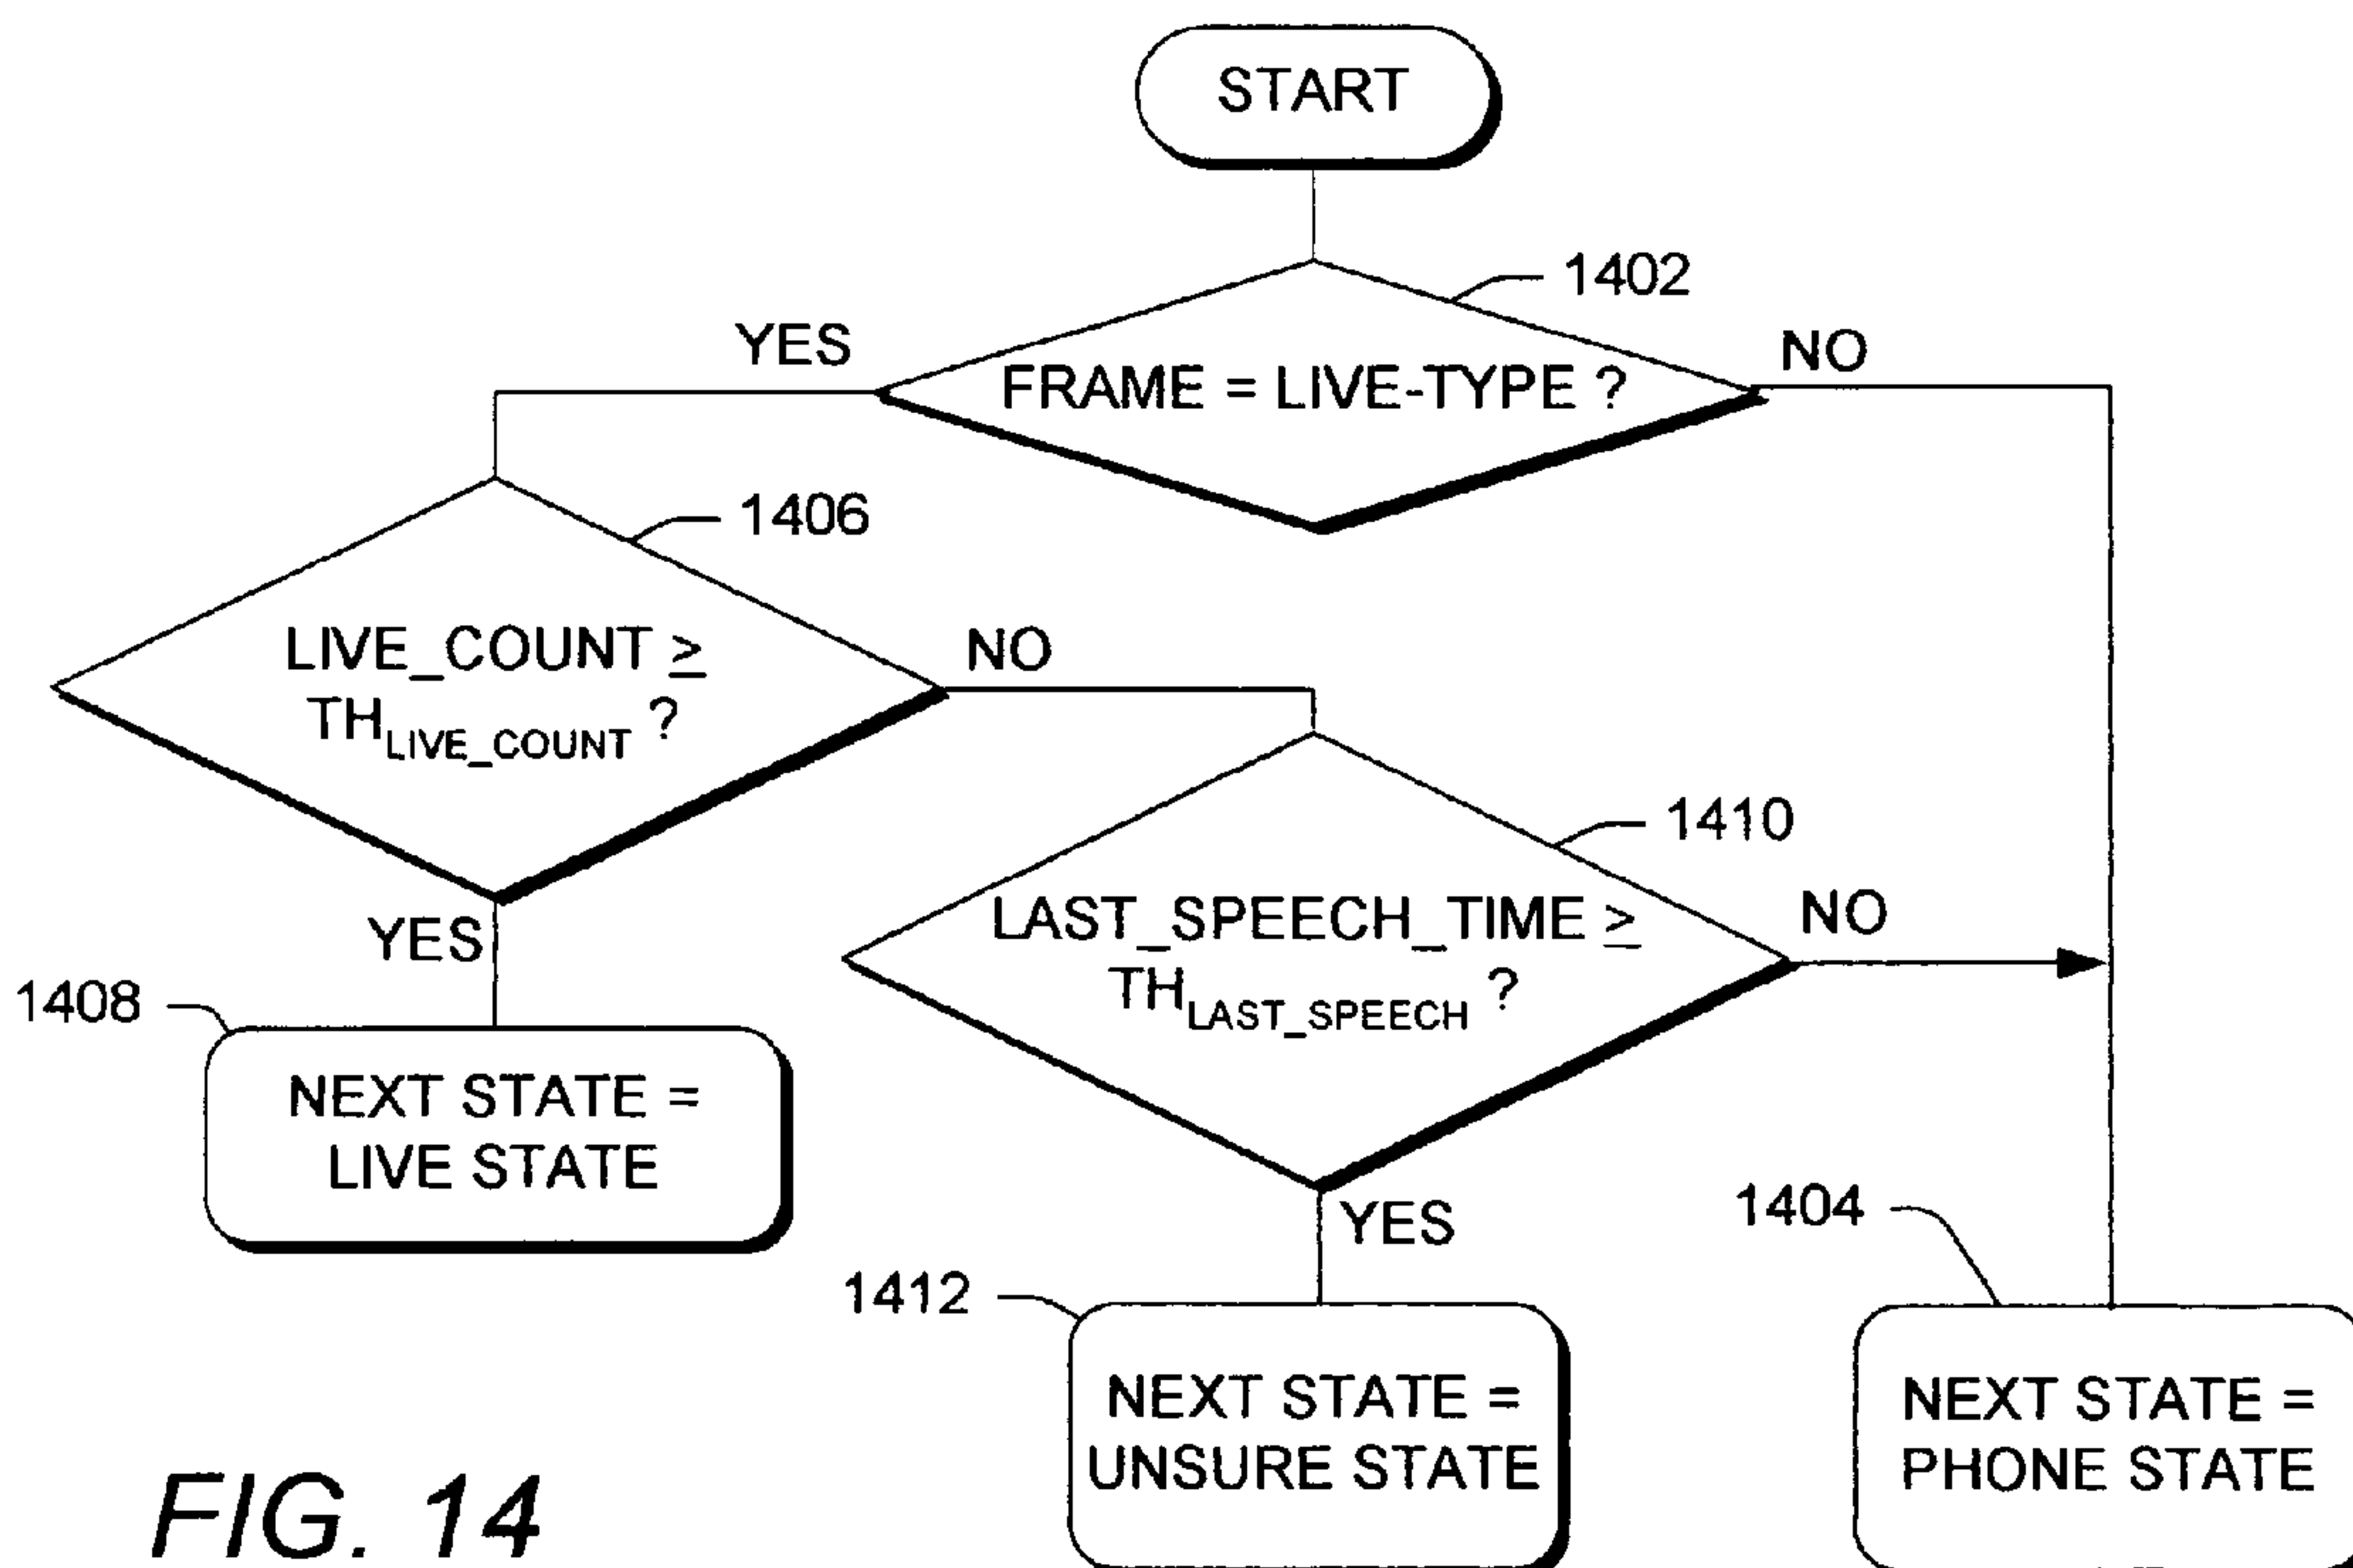 START
1402
YES
NO
FRAME = LIVE-TYPE ?
1406
LIVE_COUNT ≥
TH_LIVE_COUNT ?
NO
YES
1410
LAST_SPEECH_TIME ≥
TH_LAST_SPEECH ?
NO
YES
1408
NEXT STATE =
LIVE STATE
1412
NEXT STATE =
UNSURE STATE
1404
NEXT STATE =
PHONE STATE
FIG. 14